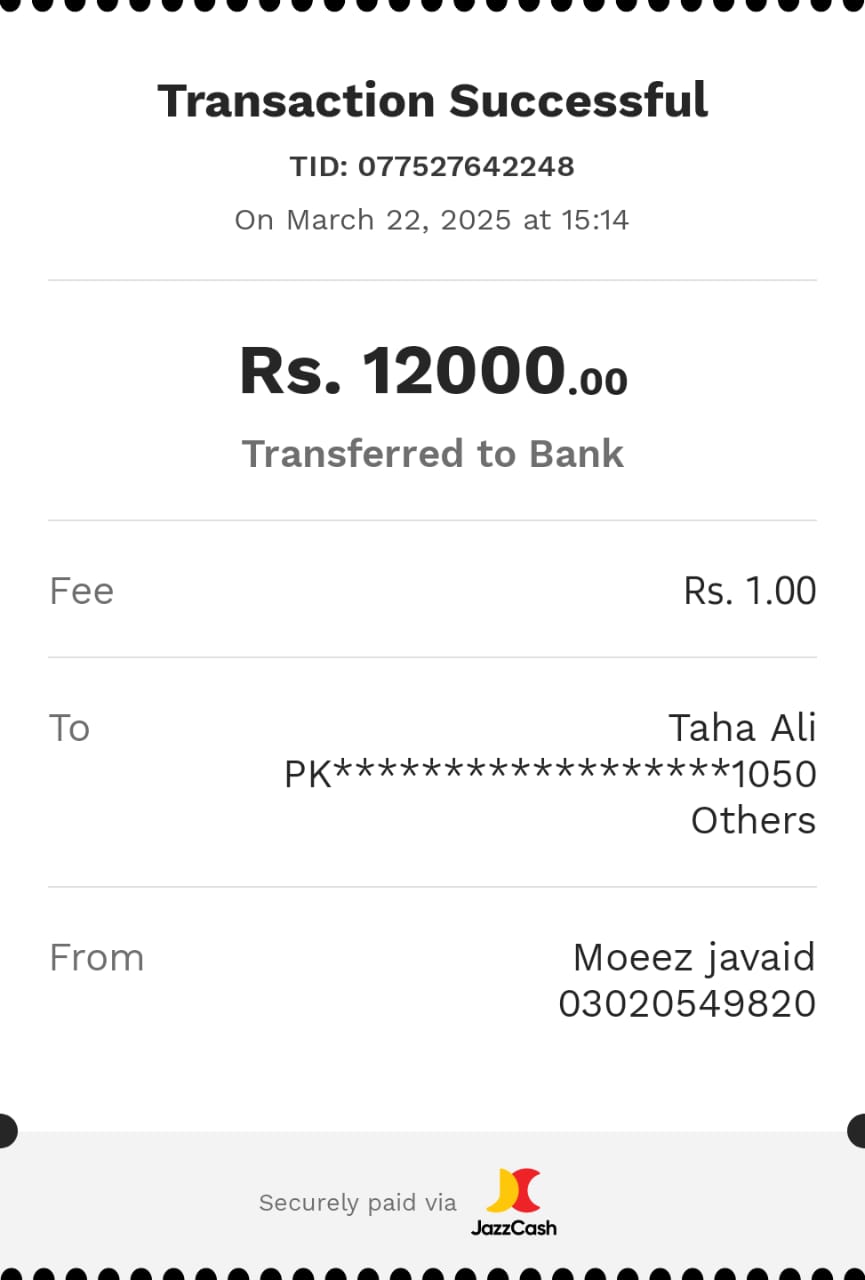 Transaction Successful
TID: 077527642248
On March 22, 2025 at 15:14
Rs. 12000.00
Transferred to Bank
Fee
Rs. 1.00
To
Taha Ali
PK******************1050
Others
From
Moeez javaid
03020549820
Securely paid via
JazzCash